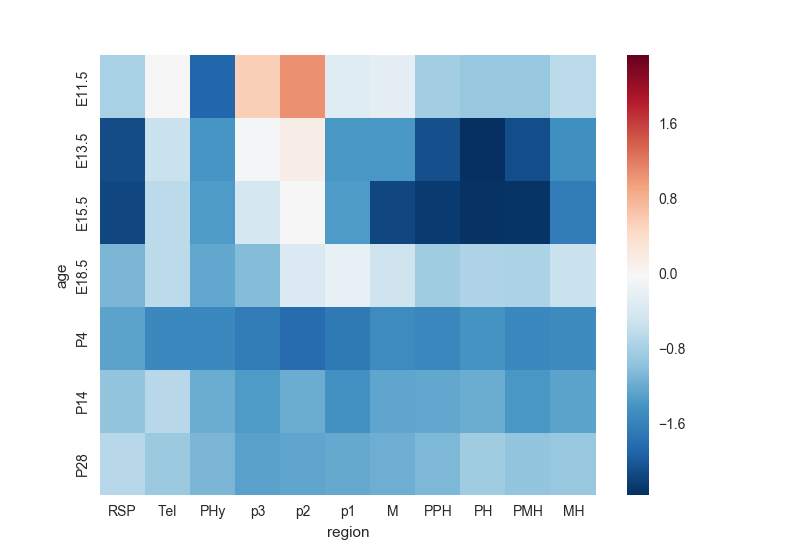 E11.5
E13.5
E15.5
E18.5
P4
P14
P28
age
RSP Tel PHy p3 p2 p1 M PPH PH PMH MH
region
1.6
0.8
0.0
−0.8
−1.6